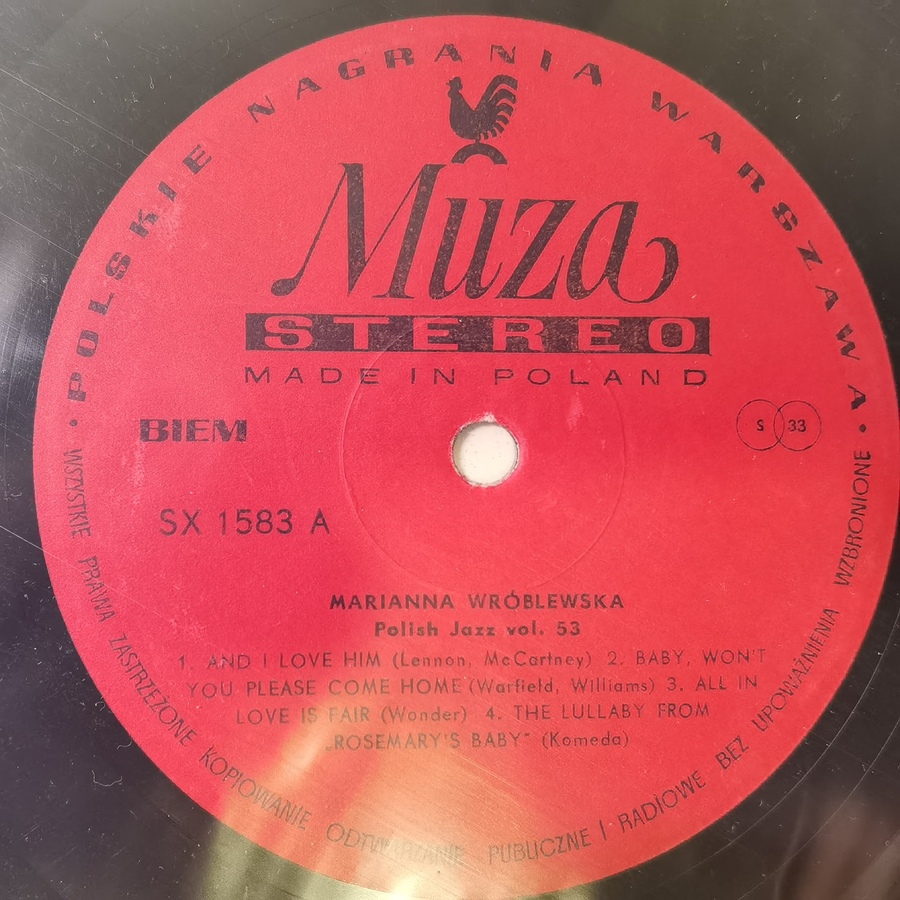 • POLSKIE NAGRANIA WARSZAWA •
Muza
STEREO
MADE IN POLAND
BIEM
S 33
SX 1583 A
MARIANNA WRÓBLEWSKA
Polish Jazz vol. 53
1. AND I LOVE HIM (Lennon, McCartney) 2. BABY, WON'T
YOU PLEASE COME HOME (Warfield, Williams) 3. ALL IN
LOVE IS FAIR (Wonder) 4. THE LULLABY FROM
„ROSEMARY'S BABY" (Komeda)
WSZYSTKIE PRAWA ZASTRZEŻONE KOPIOWANIE ODTWARZANIE PUBLICZNE I RADIOWE BEZ UPOWAŻNIENIA WZBRONIONE